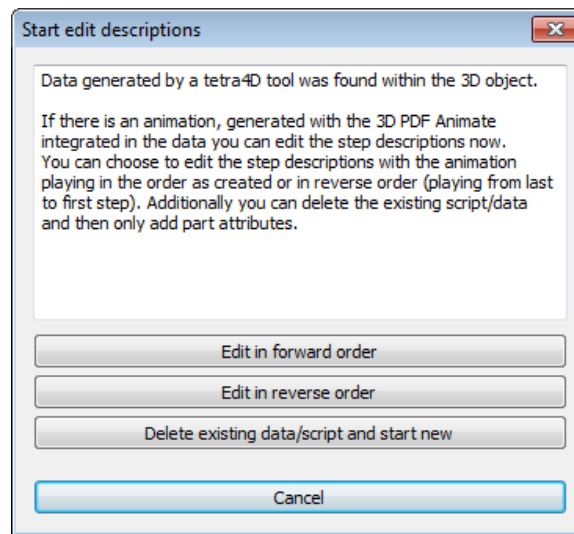 Start edit descriptions
Data generated by a tetra4D tool was found within the 3D object.
If there is an animation, generated with the 3D PDF Animate
integrated in the data you can edit the step descriptions now.
You can choose to edit the step descriptions with the animation
playing in the order as created or in reverse order (playing from last
to first step). Additionally you can delete the existing script/data
and then only add part attributes.
Edit in forward order
Edit in reverse order
Delete existing data/script and start new
Cancel